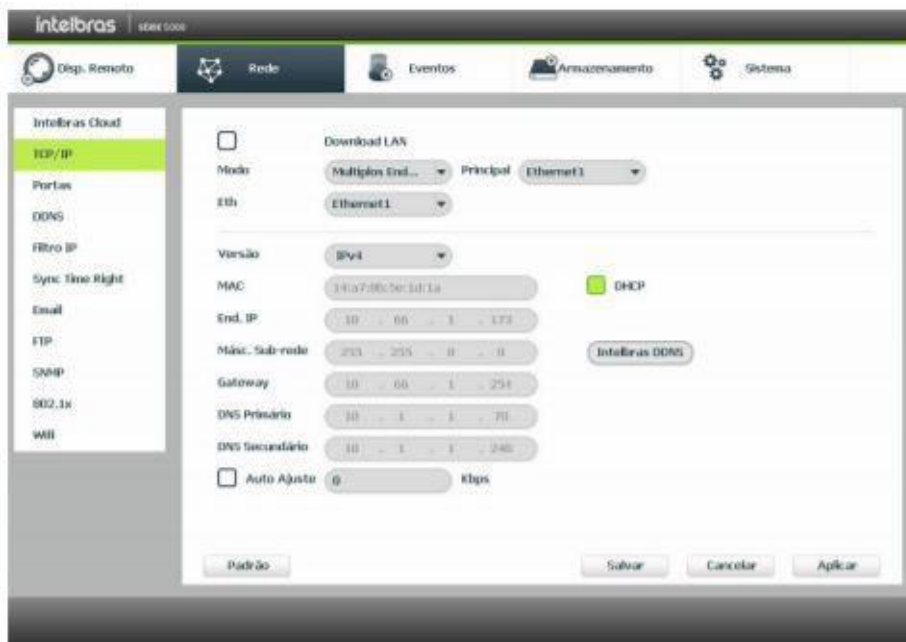 intelbras
Disp. Remoto Rede Eventos Armazenamento Sistema
Intelbras Cloud
TCP/IP
Portas
DDNS
Filtro IP
Sync Time Right
Email
FTP
SNMP
802.1x
Wifi
Download LAN
Modo Multiplos End... Principal Ethernet1
Eth Ethernet1
Versão IPv4
MAC DHCP
End. IP 10 . 66 . 1 . 173
Másc. Sub-rede 255 . 255 . 0 . 0 Intelbras DDNS
Gateway 10 . 66 . 1 . 254
DNS Primário 10 . 1 . 1 . 70
DNS Secundário 10 . 1 . 1 . 240
Auto Ajuste 0 Kbps
Padrão Salvar Cancelar Aplicar